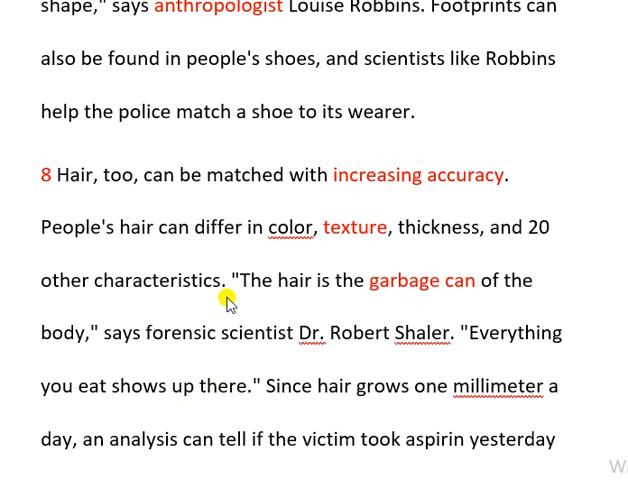 shape," says anthropologist Louise Robbins. Footprints can
also be found in people's shoes, and scientists like Robbins
help the police match a shoe to its wearer.
8 Hair, too, can be matched with increasing accuracy.
People's hair can differ in color, texture, thickness, and 20
other characteristics. "The hair is the garbage can of the
body," says forensic scientist Dr. Robert Shaler. "Everything
you eat shows up there." Since hair grows one millimeter a
day, an analysis can tell if the victim took aspirin yesterday